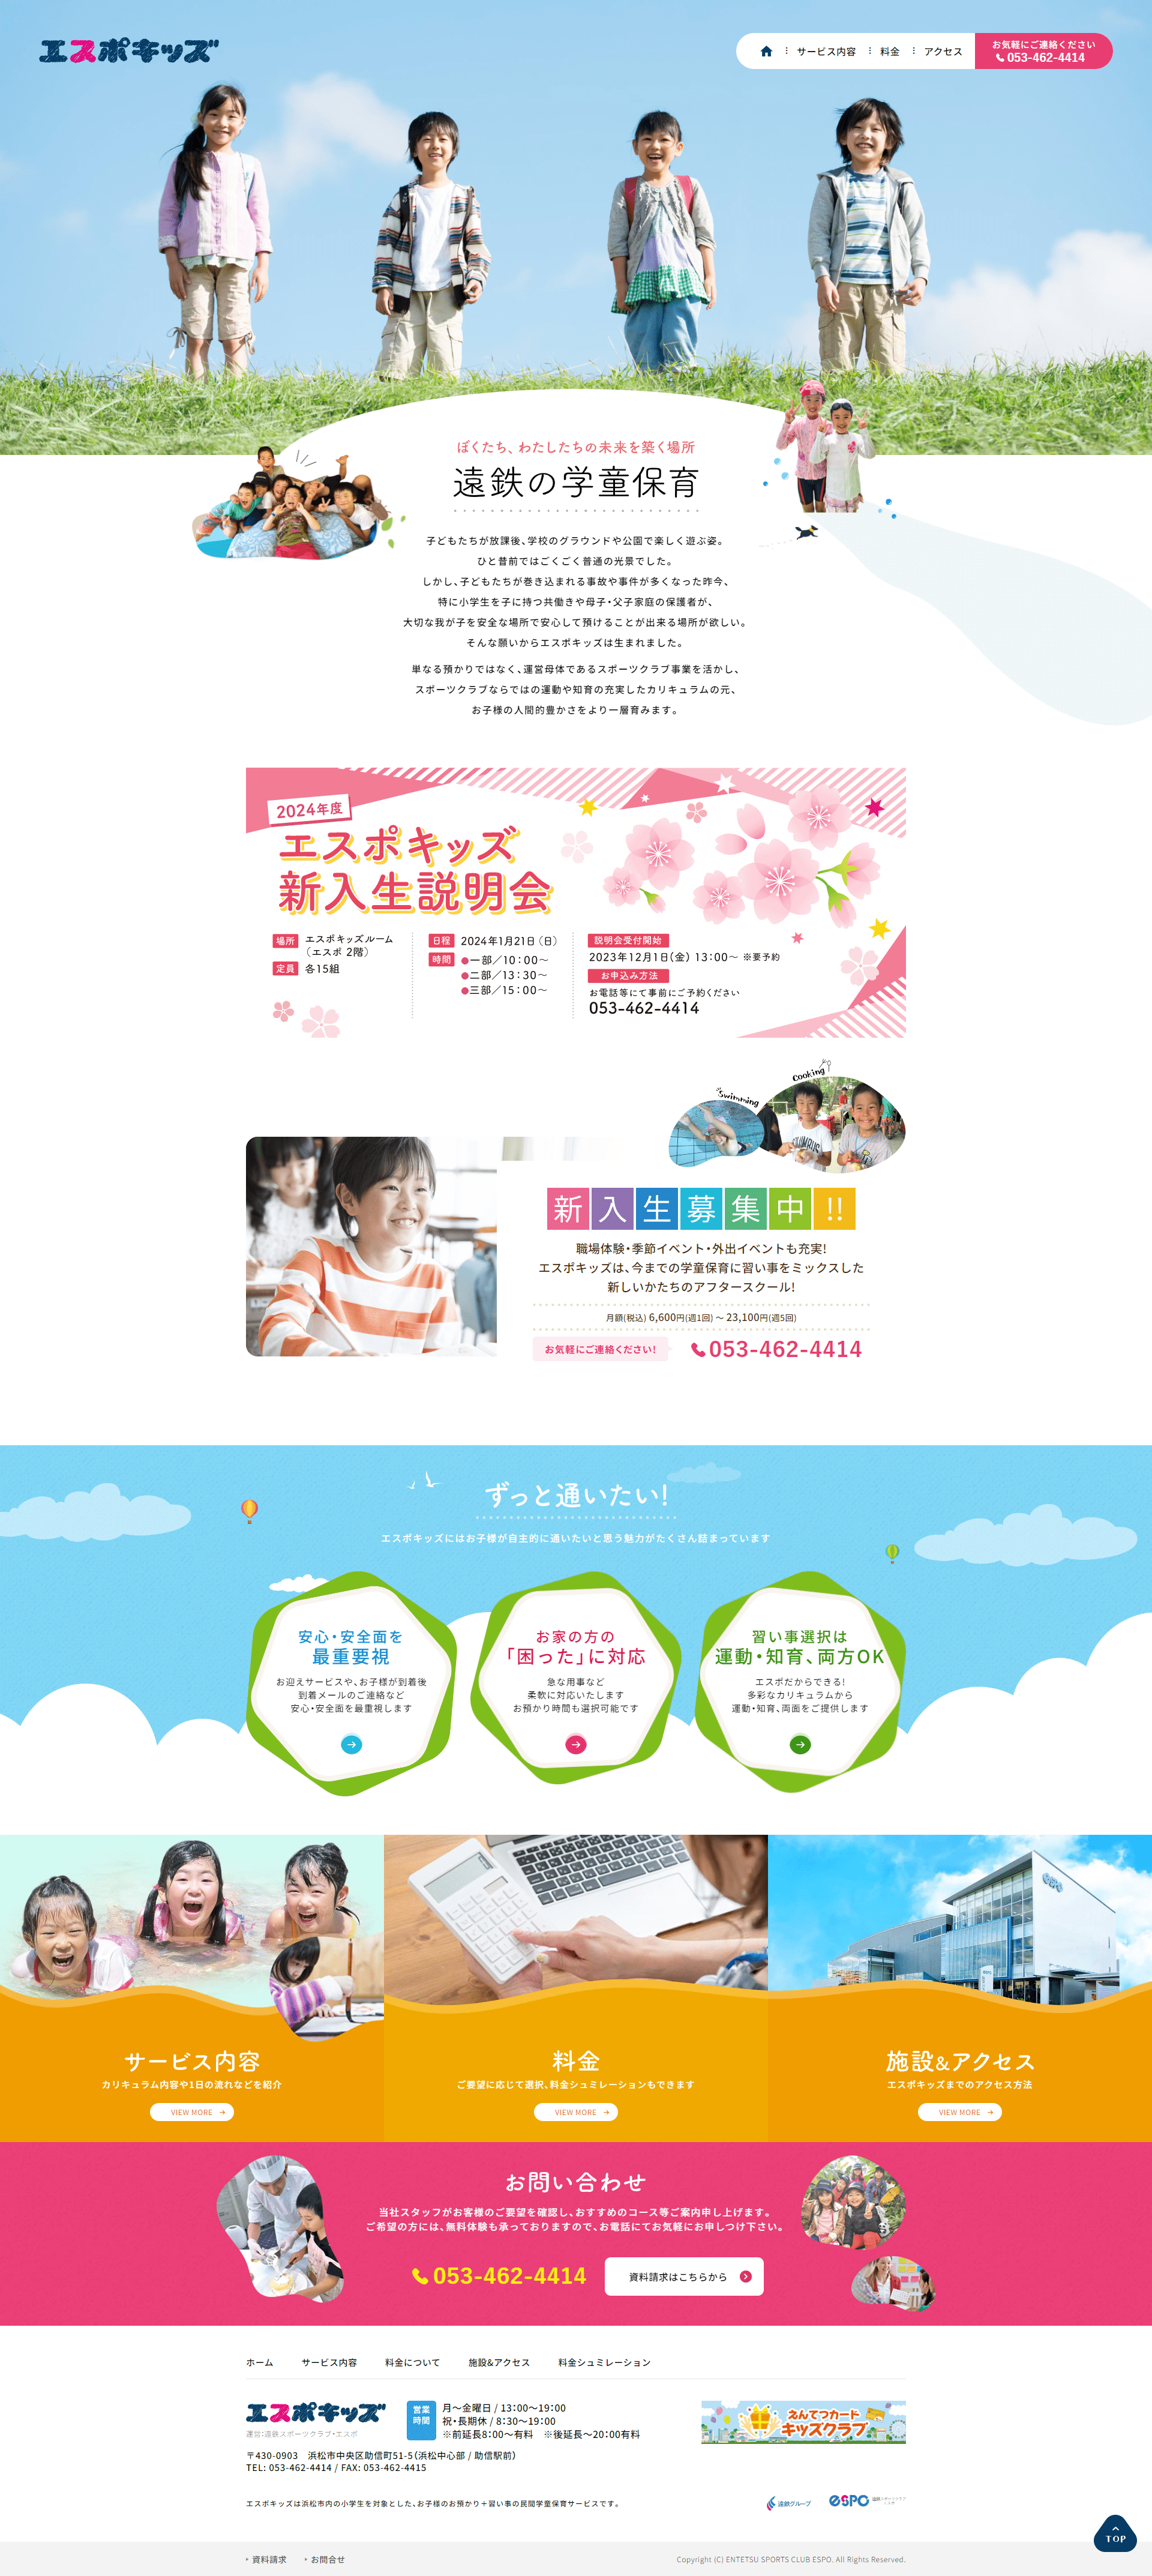 エスポキッズ
サービス内容
料金
アクセス
お気軽にご連絡ください
053-462-4414
ぼくたち、わたしたちの未来を築く場所
遠鉄の学童保育
子どもたちが放課後、学校のグラウンドや公園で楽しく遊ぶ姿。
ひと昔前ではごくごく普通の光景でした。
しかし、子どもたちが巻き込まれる事故や事件が多くなった昨今、
特に小学生を子に持つ共働きや母子・父子家庭の保護者が、
大切な我が子を安全な場所で安心して預けることが出来る場所が欲しい。
そんな願いからエスポキッズは生まれました。
単なる預かりではなく、運営母体であるスポーツクラブ事業を活かし、
スポーツクラブならではの運動や知育の充実したカリキュラムの元、
お子様の人間的豊かさをより一層育みます。
2024年度
エスポキッズ
新入生説明会
場所 エスポキッズルーム
（エスポ 2階）
定員 各15組
日程 2024年1月21日（日）
時間 ●一部／10：00～
●二部／13：30～
●三部／15：00～
説明会受付開始
2023年12月1日（金） 13：00～ ※要予約
お申込み方法
お電話等にて事前にご予約ください
053-462-4414
Swimming
Cooking
新入生募集中!!
職場体験・季節イベント・外出イベントも充実!
エスポキッズは、今までの学童保育に習い事をミックスした
新しいかたちのアフタースクール!
月額(税込) 6,600円(週1回) ～ 23,100円(週5回)
お気軽にご連絡ください!
053-462-4414
ずっと通いたい!
エスポキッズにはお子様が自主的に通いたいと思う魅力がたくさん詰まっています
安心・安全面を
最重要視
お迎えサービスや、お子様が到着後
到着メールのご連絡など
安心・安全面を最重視します
お家の方の
「困った」に対応
急な用事など
柔軟に対応いたします
お預かり時間も選択可能です
習い事選択は
運動・知育、両方OK
エスポだからできる!
多彩なカリキュラムから
運動・知育、両面をご提供します
サービス内容
カリキュラム内容や1日の流れなどを紹介
VIEW MORE
料金
ご要望に応じて選択、料金シュミレーションもできます
VIEW MORE
施設&アクセス
エスポキッズまでのアクセス方法
VIEW MORE
お問い合わせ
当社スタッフがお客様のご要望を確認し、おすすめのコース等ご案内申し上げます。
ご希望の方には、無料体験も承っておりますので、お電話にてお気軽にお申しつけ下さい。
053-462-4414
資料請求はこちらから
ホーム
サービス内容
料金について
施設&アクセス
料金シュミレーション
エスポキッズ
運営:遠鉄スポーツクラブ・エスポ
営業
時間
月～金曜日 / 13：00～19：00
祝・長期休 / 8：30～19：00
※前延長8：00～有料 ※後延長～20：00有料
〒430-0903 浜松市中央区助信町51-5（浜松中心部 / 助信駅前）
TEL: 053-462-4414 / FAX: 053-462-4415
えんてつカード
キッズクラブ
エスポキッズは浜松市内の小学生を対象とした、お子様のお預かり＋習い事の民間学童保育サービスです。
遠鉄グループ
ESPO
TOP
資料請求
お問合せ
Copyright (C) ENTETSU SPORTS CLUB ESPO. All Rights Reserved.